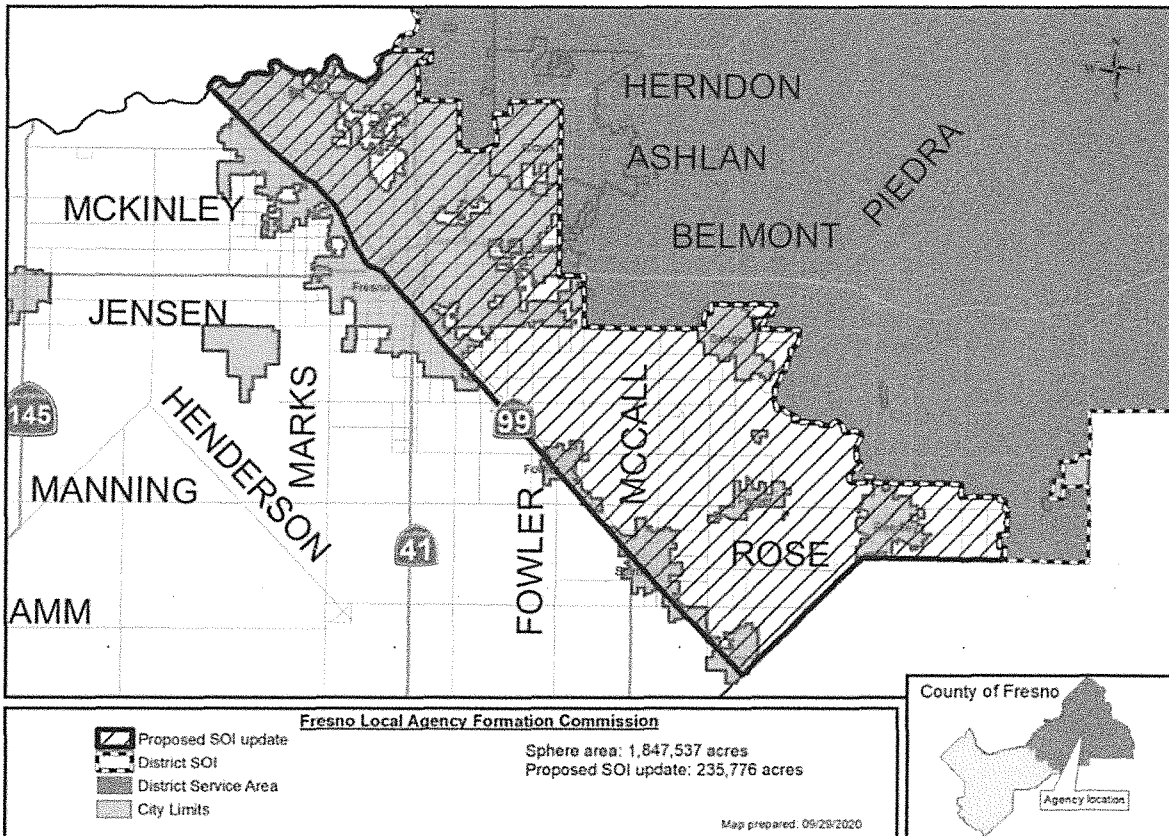 HERNDON
ASHLAN
PIEDRA
BELMONT
MCKINLEY
Fresno
JENSEN
145
MARKS
HENDERSON
99
MCCALL
MANNING
FOWLER
41
ROSE
AMM
County of Fresno
Agency location
Fresno Local Agency Formation Commission
Proposed SOI update
District SOI
District Service Area
City Limits
Sphere area: 1,847,537 acres
Proposed SOI update: 235,776 acres
Map prepared: 09/29/2020